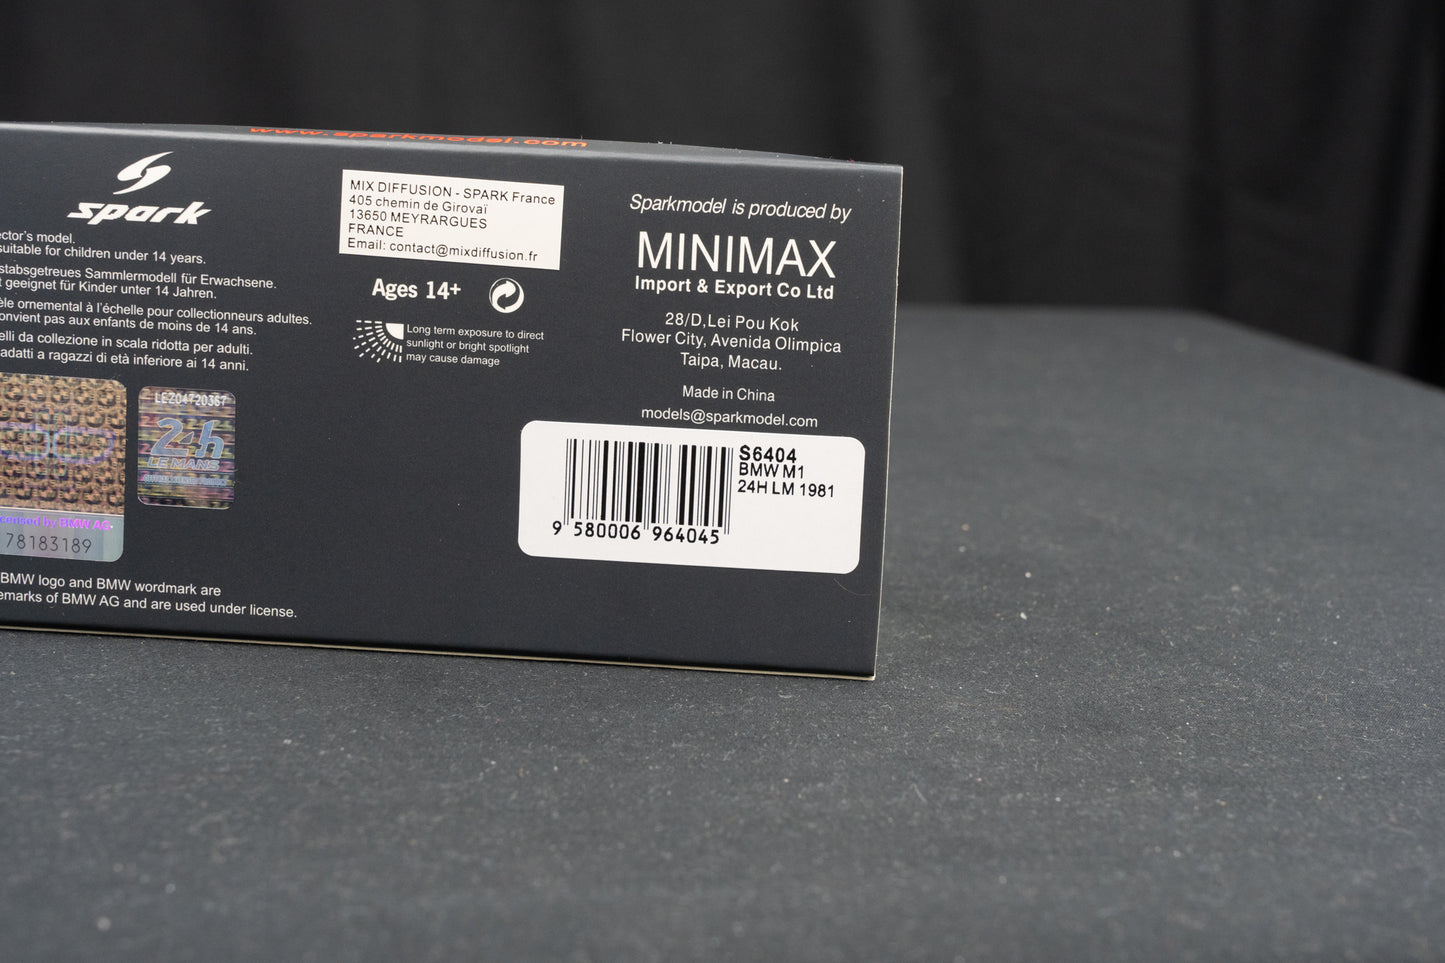 www.sparkmodel.com
spark
ector's model.
suitable for children under 14 years.
stabsgetreues Sammlermodell für Erwachsene.
t geeignet für Kinder unter 14 Jahren.
èle ornemental à l'échelle pour collectionneurs adultes.
onvient pas aux enfants de moins de 14 ans.
elli da collezione in scala ridotta per adulti.
adatti a ragazzi di età inferiore ai 14 anni.
LEZ04720367
24h
LE MANS
censed by BMW AG.
78183189
BMW logo and BMW wordmark are
emarks of BMW AG and are used under license.
MIX DIFFUSION - SPARK France
405 chemin de Girovaï
13650 MEYRARGUES
FRANCE
Email: contact@mixdiffusion.fr
Ages 14+
Long term exposure to direct
sunlight or bright spotlight
may cause damage
Sparkmodel is produced by
MINIMAX
Import & Export Co Ltd
28/D,Lei Pou Kok
Flower City, Avenida Olimpica
Taipa, Macau.
Made in China
models@sparkmodel.com
S6404
BMW M1
24H LM 1981
9 580006 964045